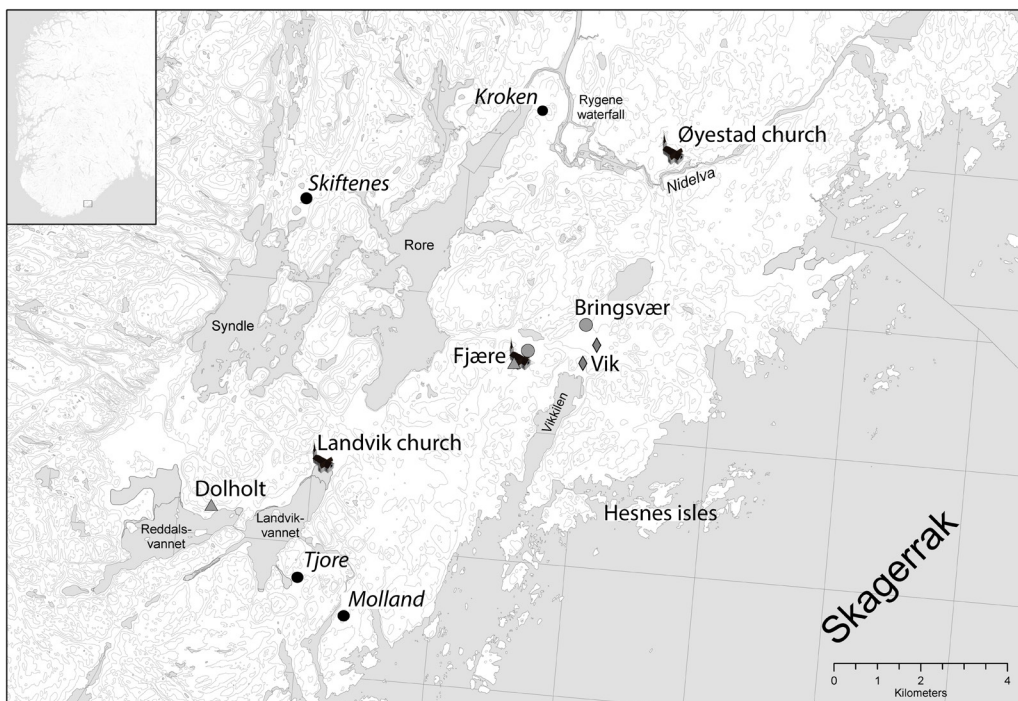 Kroken
Rygene
waterfall
Øyestad church
Nidelva
Skiftenes
Rore
Syndle
Bringsvær
Fjære
Vik
Vikkilen
Landvik church
Dolholt
Reddals-
vannet
Landvik-
vannet
Hesnes isles
Tjore
Molland
Skagerrak
0 1 2 4
Kilometers